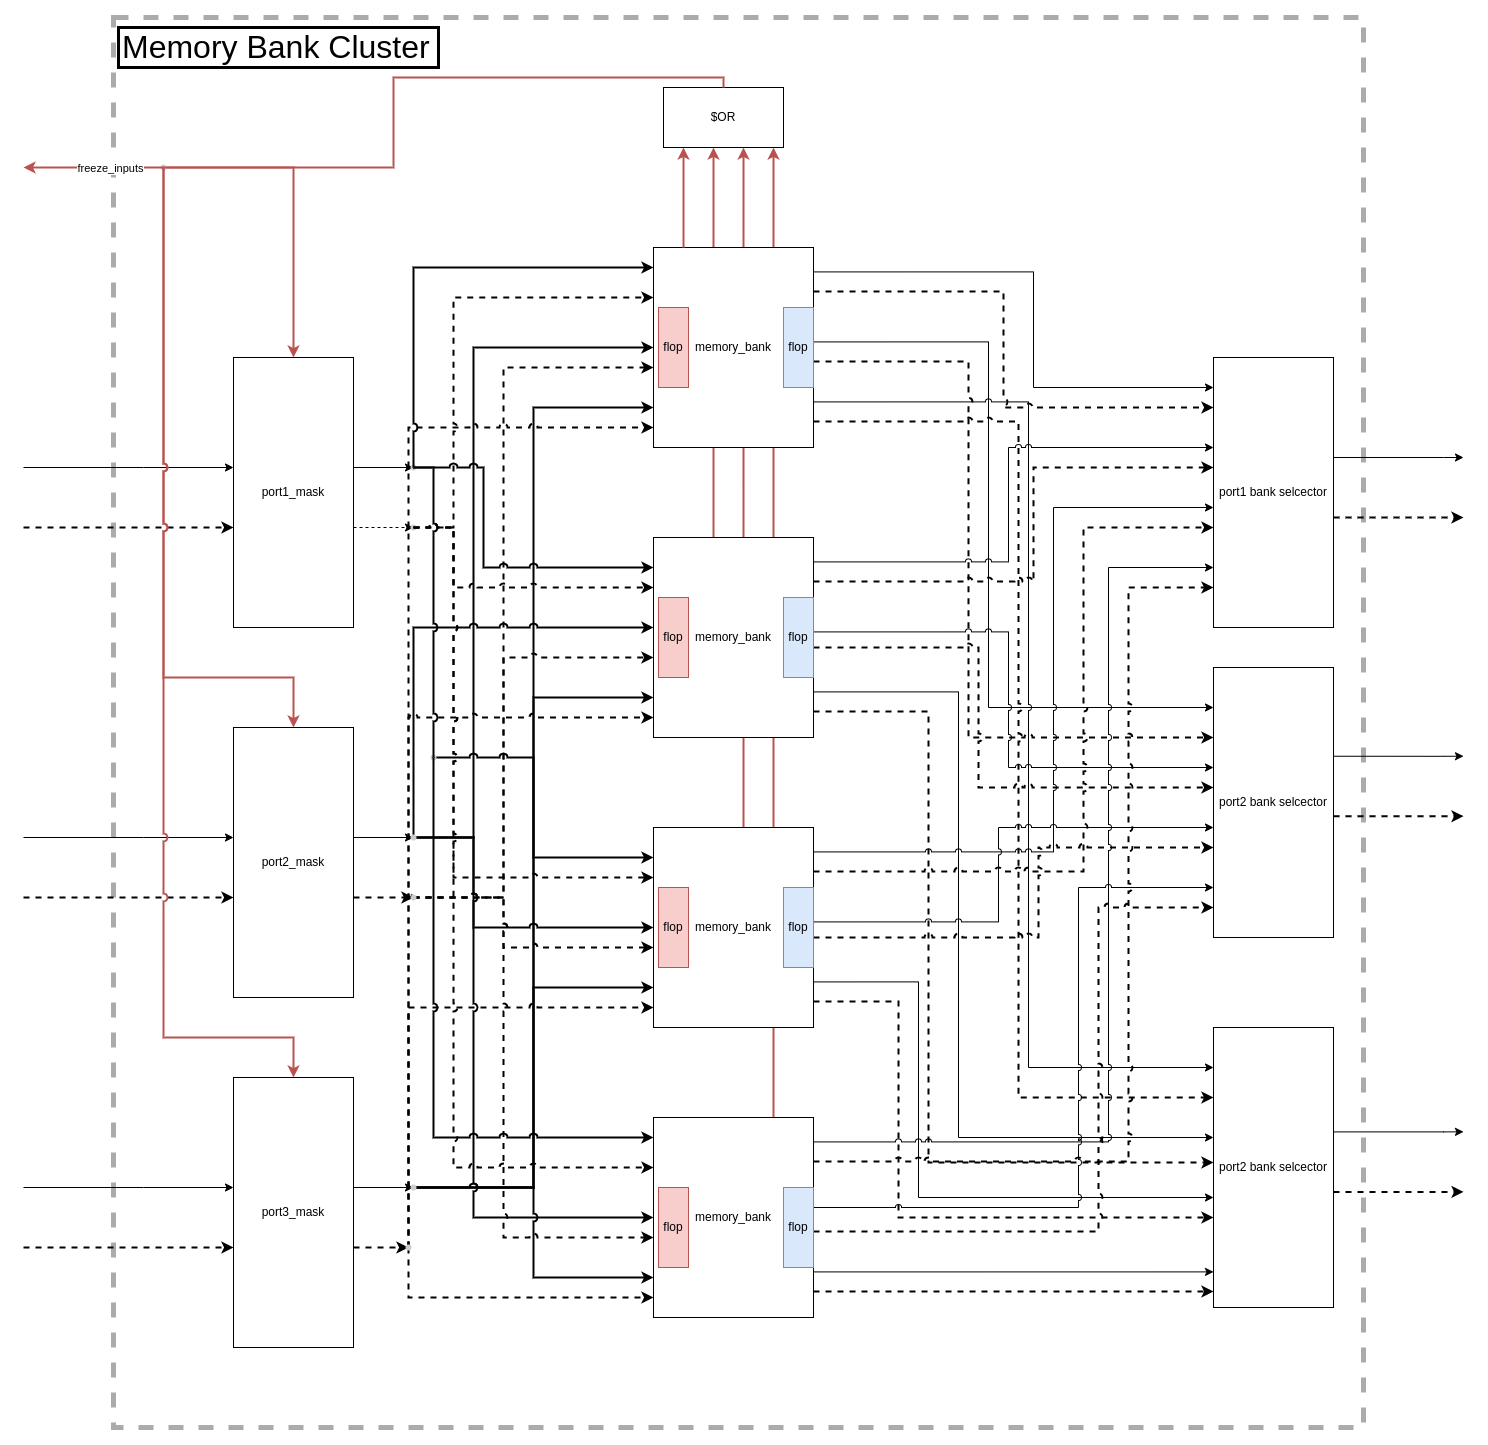 Memory Bank Cluster
$OR
freeze_inputs
flop
memory_bank
flop
port1_mask
port1 bank selcector
flop
memory_bank
flop
port2_mask
port2 bank selcector
flop
memory_bank
flop
port3_mask
port2 bank selcector
flop
memory_bank
flop